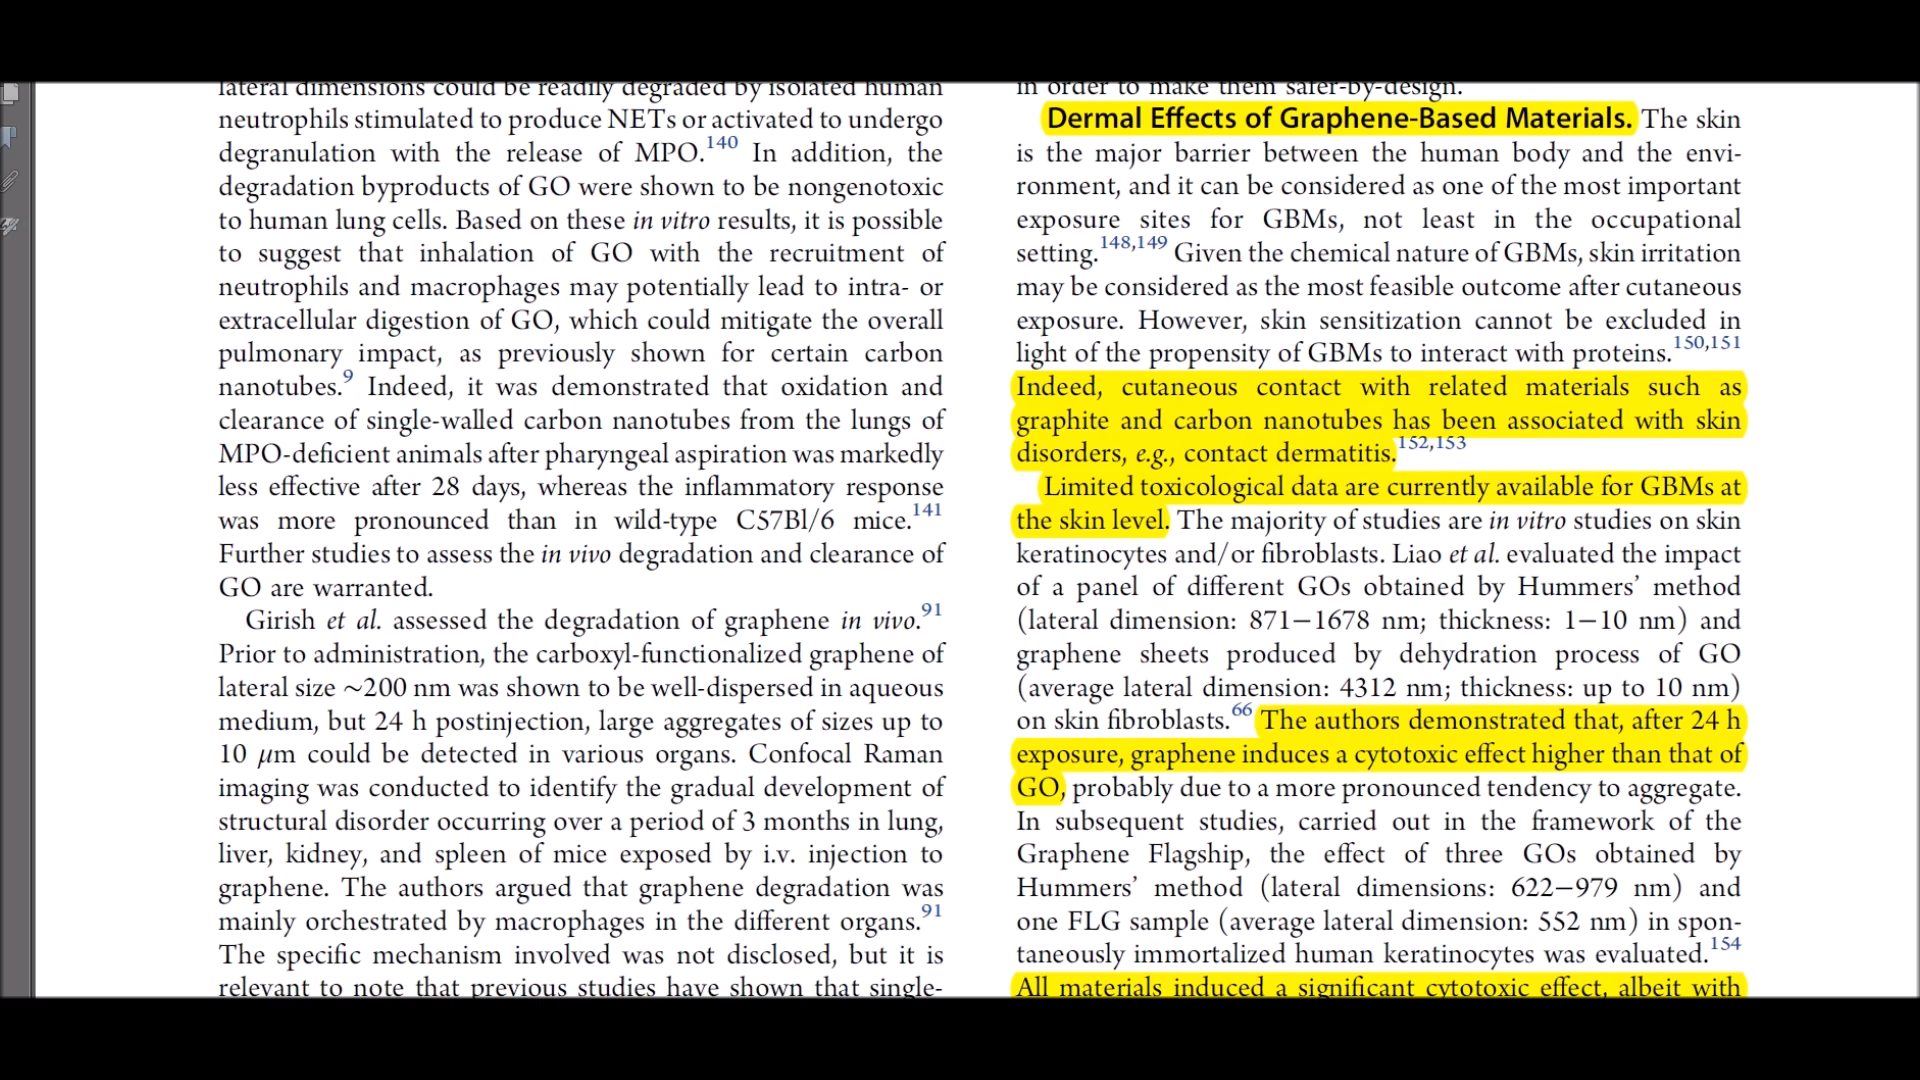 lateral dimensions could be readily degraded by isolated human
neutrophils stimulated to produce NETs or activated to undergo
degranulation with the release of MPO.140 In addition, the
degradation byproducts of GO were shown to be nongenotoxic
to human lung cells. Based on these in vitro results, it is possible
to suggest that inhalation of GO with the recruitment of
neutrophils and macrophages may potentially lead to intra- or
extracellular digestion of GO, which could mitigate the overall
pulmonary impact, as previously shown for certain carbon
nanotubes.9 Indeed, it was demonstrated that oxidation and
clearance of single-walled carbon nanotubes from the lungs of
MPO-deficient animals after pharyngeal aspiration was markedly
less effective after 28 days, whereas the inflammatory response
was more pronounced than in wild-type C57Bl/6 mice.141
Further studies to assess the in vivo degradation and clearance of
GO are warranted.
Girish et al. assessed the degradation of graphene in vivo.91
Prior to administration, the carboxyl-functionalized graphene of
lateral size ~200 nm was shown to be well-dispersed in aqueous
medium, but 24 h postinjection, large aggregates of sizes up to
10 μm could be detected in various organs. Confocal Raman
imaging was conducted to identify the gradual development of
structural disorder occurring over a period of 3 months in lung,
liver, kidney, and spleen of mice exposed by i.v. injection to
graphene. The authors argued that graphene degradation was
mainly orchestrated by macrophages in the different organs.91
The specific mechanism involved was not disclosed, but it is
relevant to note that previous studies have shown that single-
in order to make them safer-by-design.
Dermal Effects of Graphene-Based Materials. The skin
is the major barrier between the human body and the envi-
ronment, and it can be considered as one of the most important
exposure sites for GBMs, not least in the occupational
setting.148,149 Given the chemical nature of GBMs, skin irritation
may be considered as the most feasible outcome after cutaneous
exposure. However, skin sensitization cannot be excluded in
light of the propensity of GBMs to interact with proteins.150,151
Indeed, cutaneous contact with related materials such as
graphite and carbon nanotubes has been associated with skin
disorders, e.g., contact dermatitis.152,153
Limited toxicological data are currently available for GBMs at
the skin level. The majority of studies are in vitro studies on skin
keratinocytes and/or fibroblasts. Liao et al. evaluated the impact
of a panel of different GOs obtained by Hummers’ method
(lateral dimension: 871−1678 nm; thickness: 1−10 nm) and
graphene sheets produced by dehydration process of GO
(average lateral dimension: 4312 nm; thickness: up to 10 nm)
on skin fibroblasts.66 The authors demonstrated that, after 24 h
exposure, graphene induces a cytotoxic effect higher than that of
GO, probably due to a more pronounced tendency to aggregate.
In subsequent studies, carried out in the framework of the
Graphene Flagship, the effect of three GOs obtained by
Hummers’ method (lateral dimensions: 622−979 nm) and
one FLG sample (average lateral dimension: 552 nm) in spon-
taneously immortalized human keratinocytes was evaluated.154
All materials induced a significant cytotoxic effect, albeit with